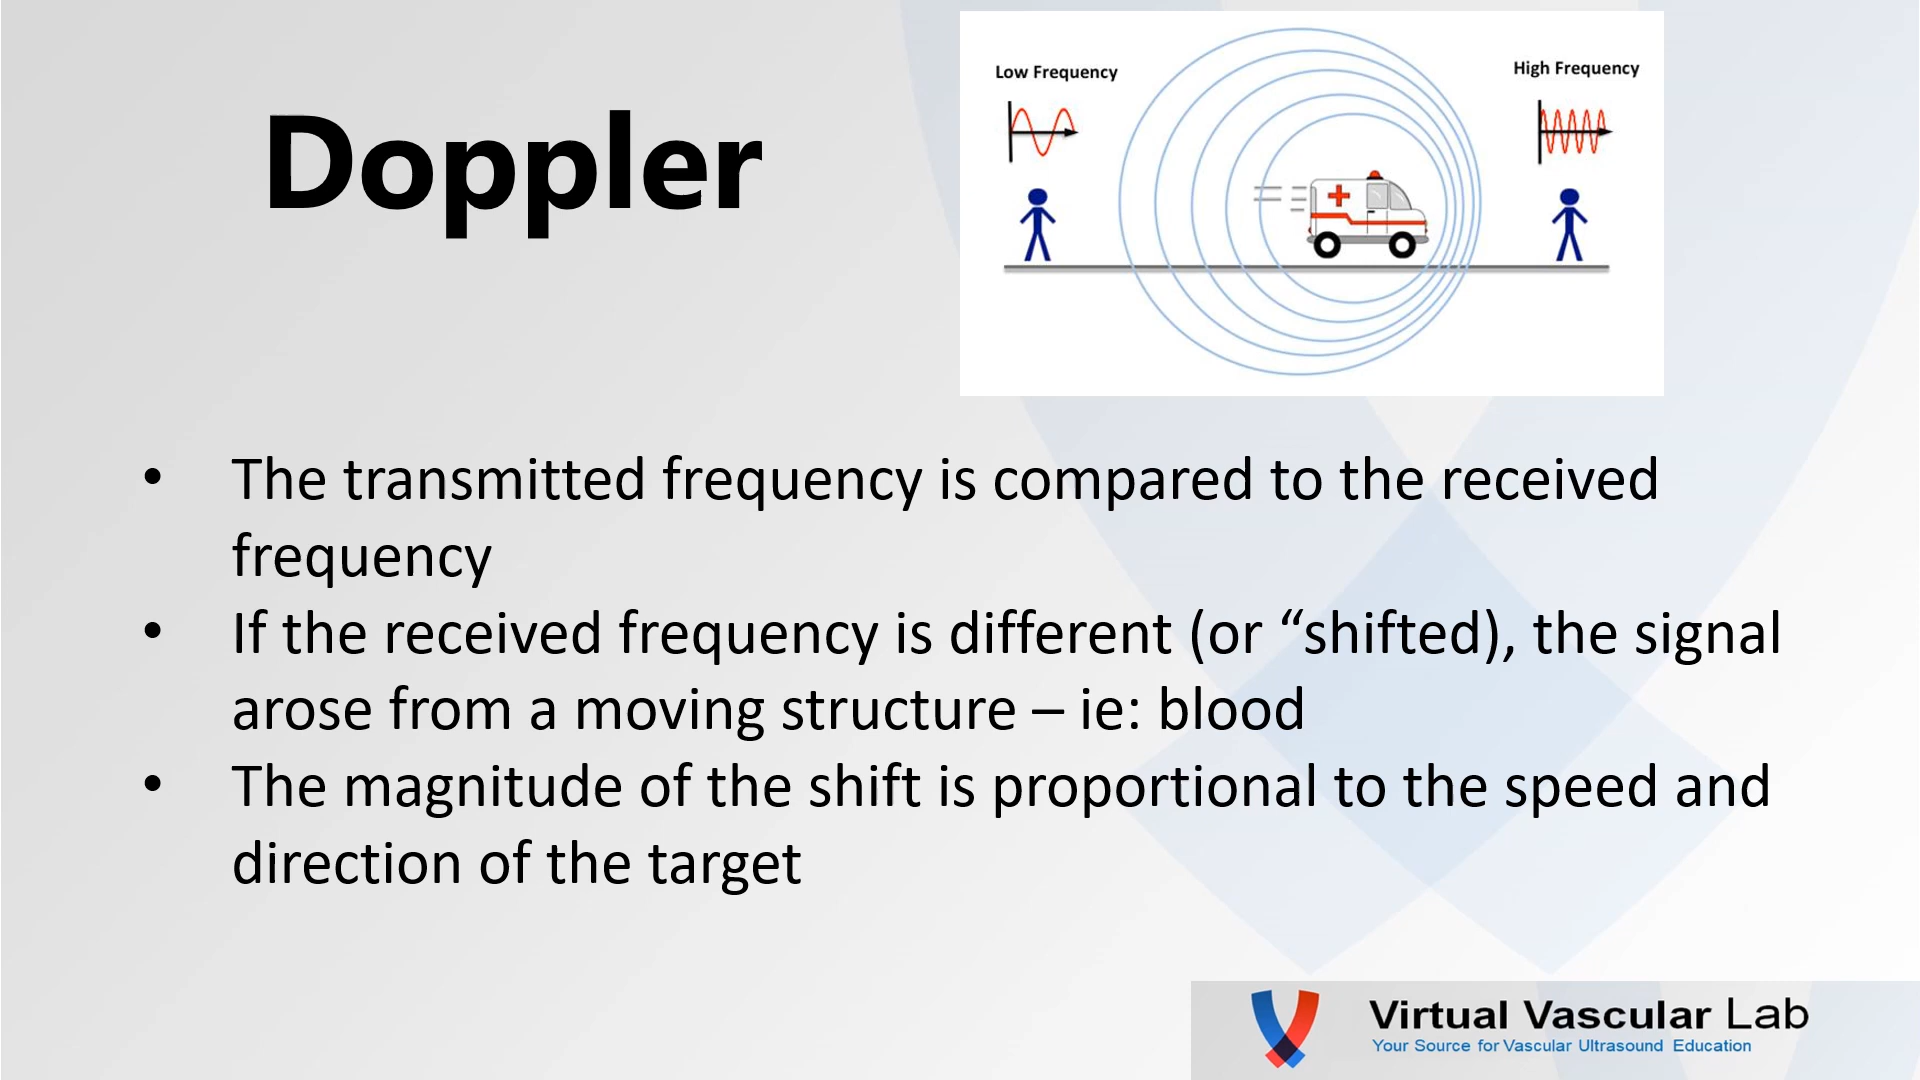 Doppler
Low Frequency
High Frequency
• The transmitted frequency is compared to the received
frequency
• If the received frequency is different (or “shifted), the signal
arose from a moving structure – ie: blood
• The magnitude of the shift is proportional to the speed and
direction of the target
Virtual Vascular Lab
Your Source for Vascular Ultrasound Education